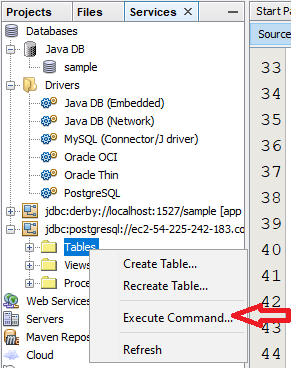 Projects Files Services
Start Pa
Source
Databases
Java DB
sample
Drivers
Java DB (Embedded)
Java DB (Network)
MySQL (Connector/J driver)
Oracle OCI
Oracle Thin
PostgreSQL
jdbc:derby://localhost:1527/sample [app
jdbc:postgresql://ec2-54-225-242-183.co
Tables
Views
Proce
Web Services
Servers
Maven Repos
Cloud
Create Table...
Recreate Table...
Execute Command...
Refresh
33
34
35
36
37
38
39
40
41
42
43
44